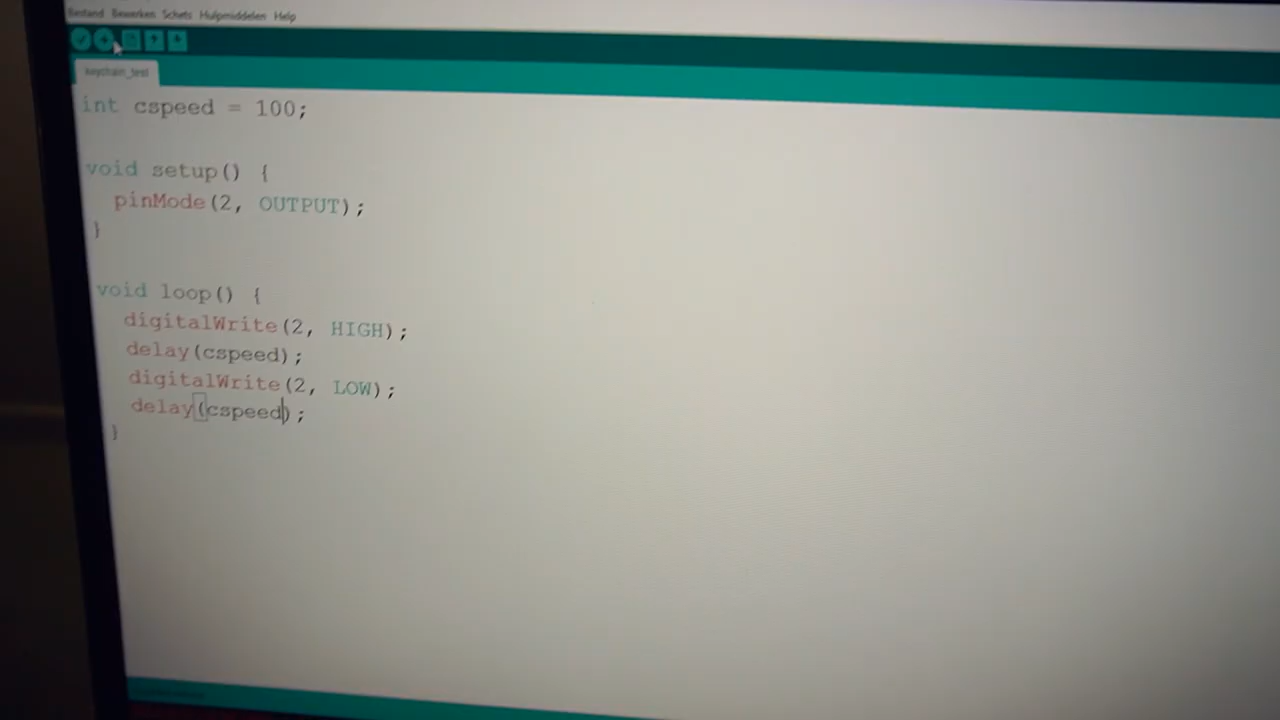 Bestand Bewerken Schets Hulpmiddelen Help
keychain_test
int cspeed = 100;
void setup() {
pinMode(2, OUTPUT);
}
void loop() {
digitalWrite(2, HIGH);
delay(cspeed);
digitalWrite(2, LOW);
delay(cspeed);
}